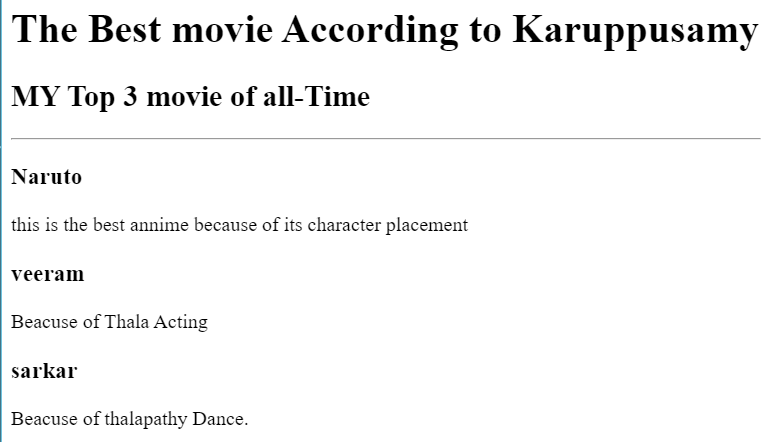 The Best movie According to Karuppusamy
MY Top 3 movie of all-Time
Naruto
this is the best annime because of its character placement
veeram
Beacuse of Thala Acting
sarkar
Beacuse of thalapathy Dance.